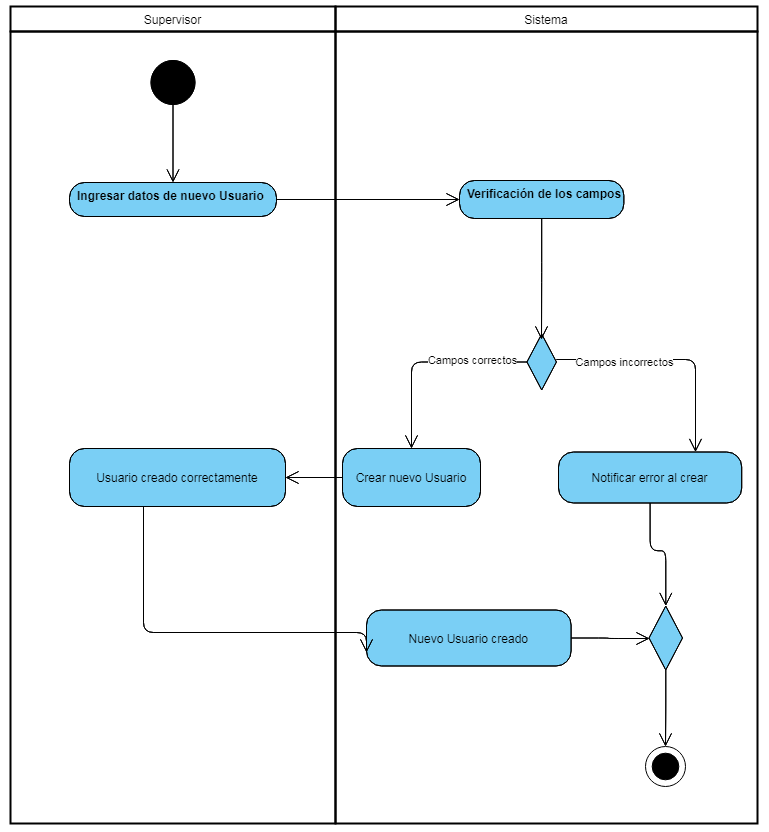 Supervisor
Sistema
Ingresar datos de nuevo Usuario
Verificación de los campos
Campos correctos
Campos incorrectos
Usuario creado correctamente
Crear nuevo Usuario
Notificar error al crear
Nuevo Usuario creado